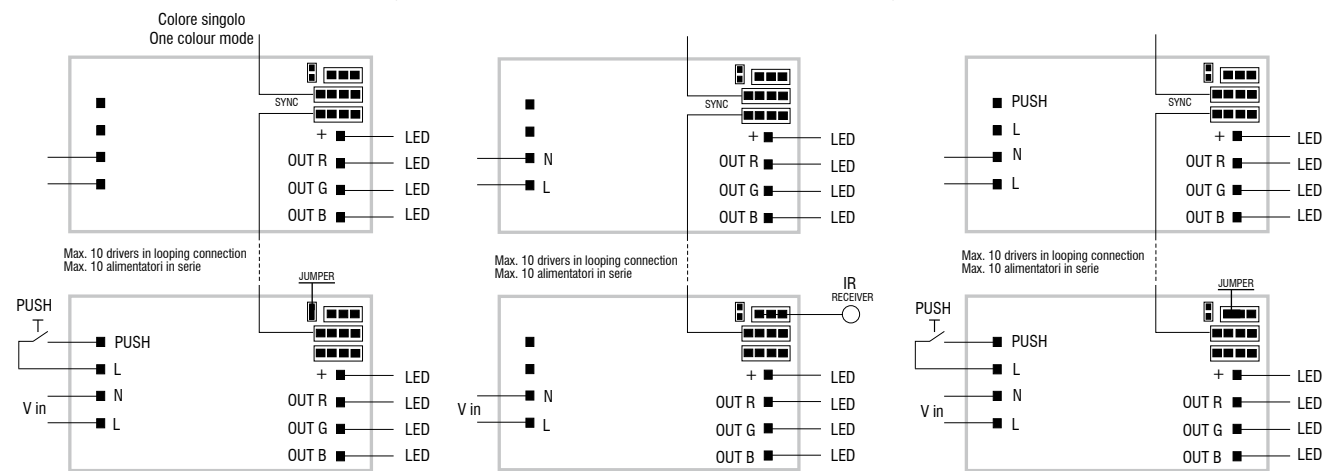 Colore singolo
One colour mode
SYNC
+
LED
OUT R
LED
OUT G
LED
OUT B
LED
Max. 10 drivers in looping connection
Max. 10 alimentatori in serie
JUMPER
PUSH
PUSH
L
N
V in
L
+
LED
OUT R
LED
OUT G
LED
OUT B
LED
SYNC
+
LED
N
OUT R
LED
L
OUT G
LED
OUT B
LED
Max. 10 drivers in looping connection
Max. 10 alimentatori in serie
IR
RECEIVER
+
LED
N
OUT R
LED
V in
L
OUT G
LED
OUT B
LED
PUSH
SYNC
L
+
LED
N
OUT R
LED
L
OUT G
LED
OUT B
LED
Max. 10 drivers in looping connection
Max. 10 alimentatori in serie
JUMPER
PUSH
PUSH
L
+
LED
N
V in
OUT R
LED
L
OUT G
LED
OUT B
LED